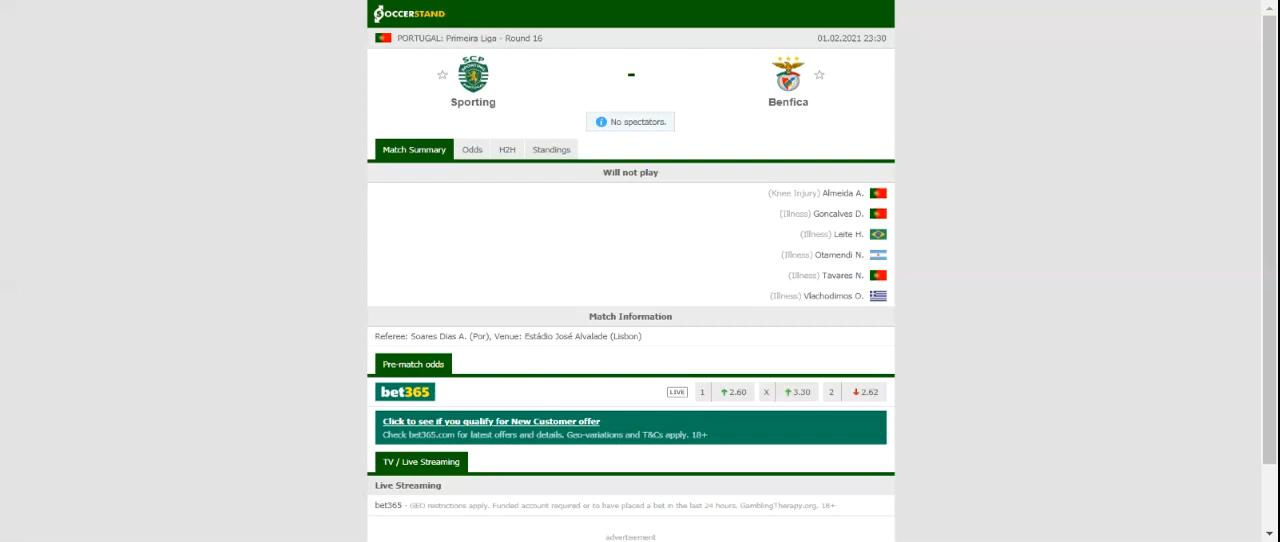 SOCCERSTAND
PORTUGAL: Primeira Liga - Round 16 01.02.2021 23:30
SCP
SPORTING
-
Sporting Benfica
No spectators.
Match Summary Odds H2H Standings
Will not play
(Knee Injury) Almeida A.
(Illness) Goncalves D.
(Illness) Leite H.
(Illness) Otamendi N.
(Illness) Tavares N.
(Illness) Vlachodimos O.
Match Information
Referee: Soares Dias A. (Por), Venue: Estádio José Alvalade (Lisbon)
Pre-match odds
bet365 LIVE 1 2.60 X 3.30 2 2.62
Click to see if you qualify for New Customer offer
Check bet365.com for latest offers and details. Geo-variations and T&Cs apply. 18+
TV / Live Streaming
Live Streaming
bet365 - GEO restrictions apply. Funded account required or to have placed a bet in the last 24 hours. GamblingTherapy.org. 18+
advertisement